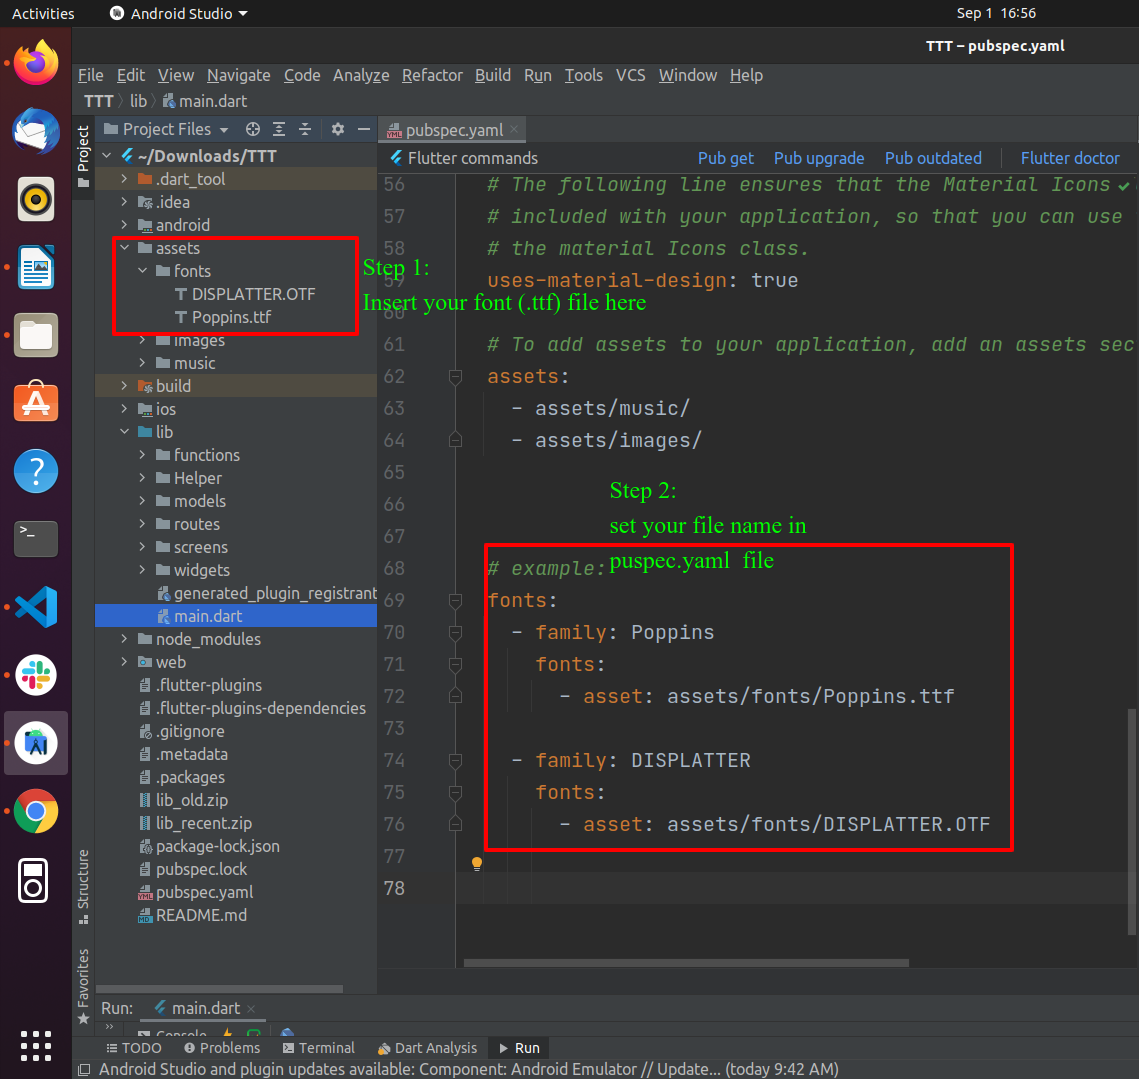 Activities
Android Studio
Sep 1 16:56
TTT – pubspec.yaml
File Edit View Navigate Code Analyze Refactor Build Run Tools VCS Window Help
TTT lib main.dart
Project
Project Files
pubspec.yaml
~/Downloads/TTT
.dart_tool
.idea
android
assets
fonts
DISPLATTER.OTF
Poppins.ttf
images
music
build
ios
lib
functions
Helper
models
routes
screens
widgets
generated_plugin_registrant
main.dart
node_modules
web
.flutter-plugins
.flutter-plugins-dependencies
.gitignore
.metadata
.packages
lib_old.zip
lib_recent.zip
package-lock.json
pubspec.lock
pubspec.yaml
README.md
Step 1:
Insert your font (.ttf) file here
Flutter commands Pub get Pub upgrade Pub outdated Flutter doctor
56 # The following line ensures that the Material Icons
57 # included with your application, so that you can use
58 # the material Icons class.
59 uses-material-design: true
60
61 # To add assets to your application, add an assets sec
62 assets:
63 - assets/music/
64 - assets/images/
65
66
67
Step 2:
set your file name in
puspec.yaml file
68 # example:
69 fonts:
70 - family: Poppins
71 fonts:
72 - asset: assets/fonts/Poppins.ttf
73
74 - family: DISPLATTER
75 fonts:
76 - asset: assets/fonts/DISPLATTER.OTF
77
78
Structure
Favorites
Run: main.dart
Console
TODO Problems Terminal Dart Analysis Run
Android Studio and plugin updates available: Component: Android Emulator // Update... (today 9:42 AM)